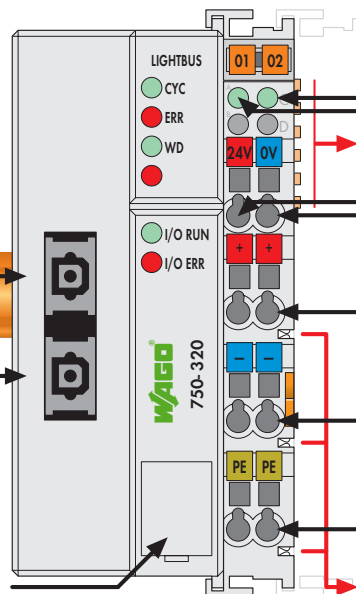 LIGHTBUS
CYC
ERR
WD
I/O RUN
I/O ERR
WAGO
750-320
01 02
A C
B D
24V 0V
+ +
– –
PE PE